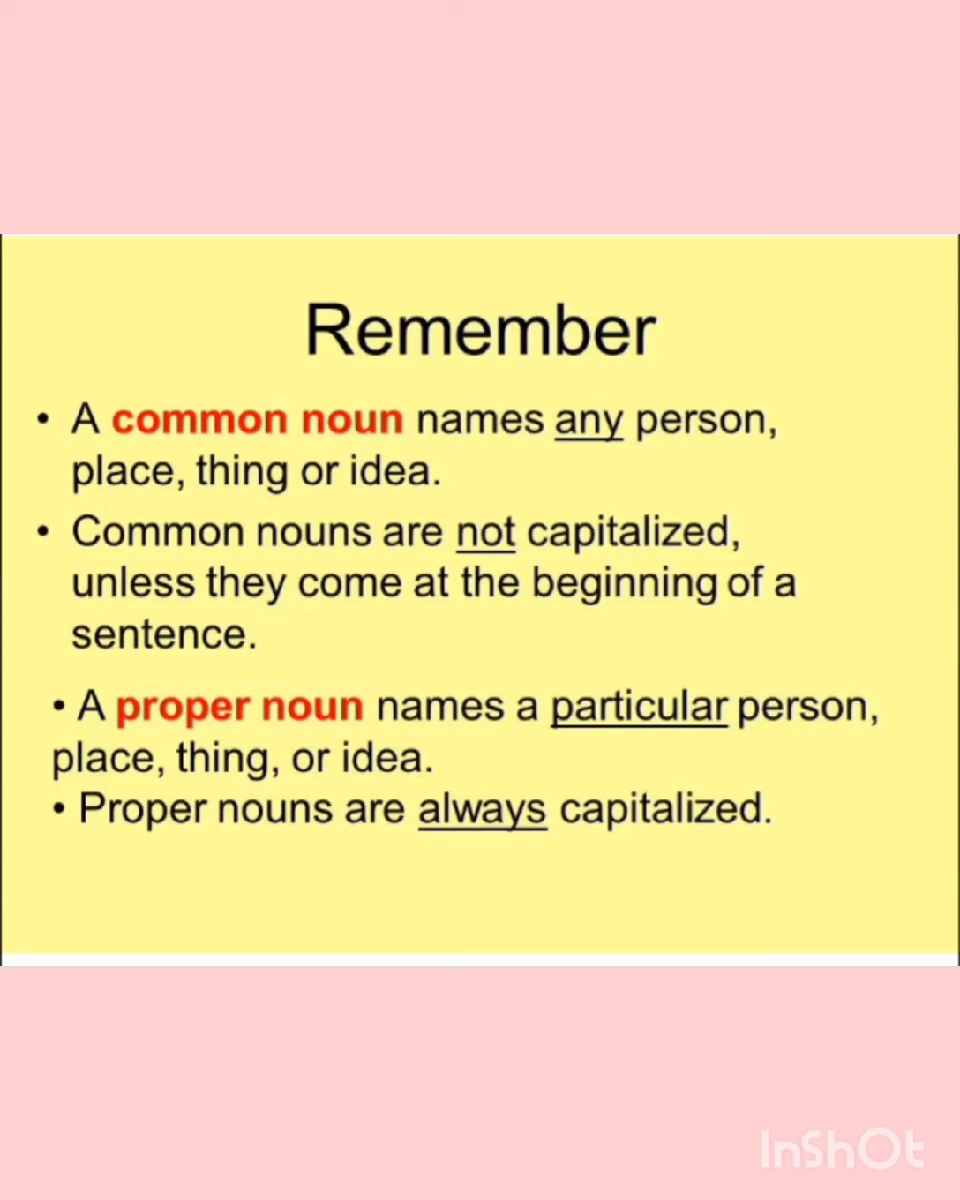 Remember
• A common noun names any person,
place, thing or idea.
• Common nouns are not capitalized,
unless they come at the beginning of a
sentence.
• A proper noun names a particular person,
place, thing, or idea.
• Proper nouns are always capitalized.
InShOt